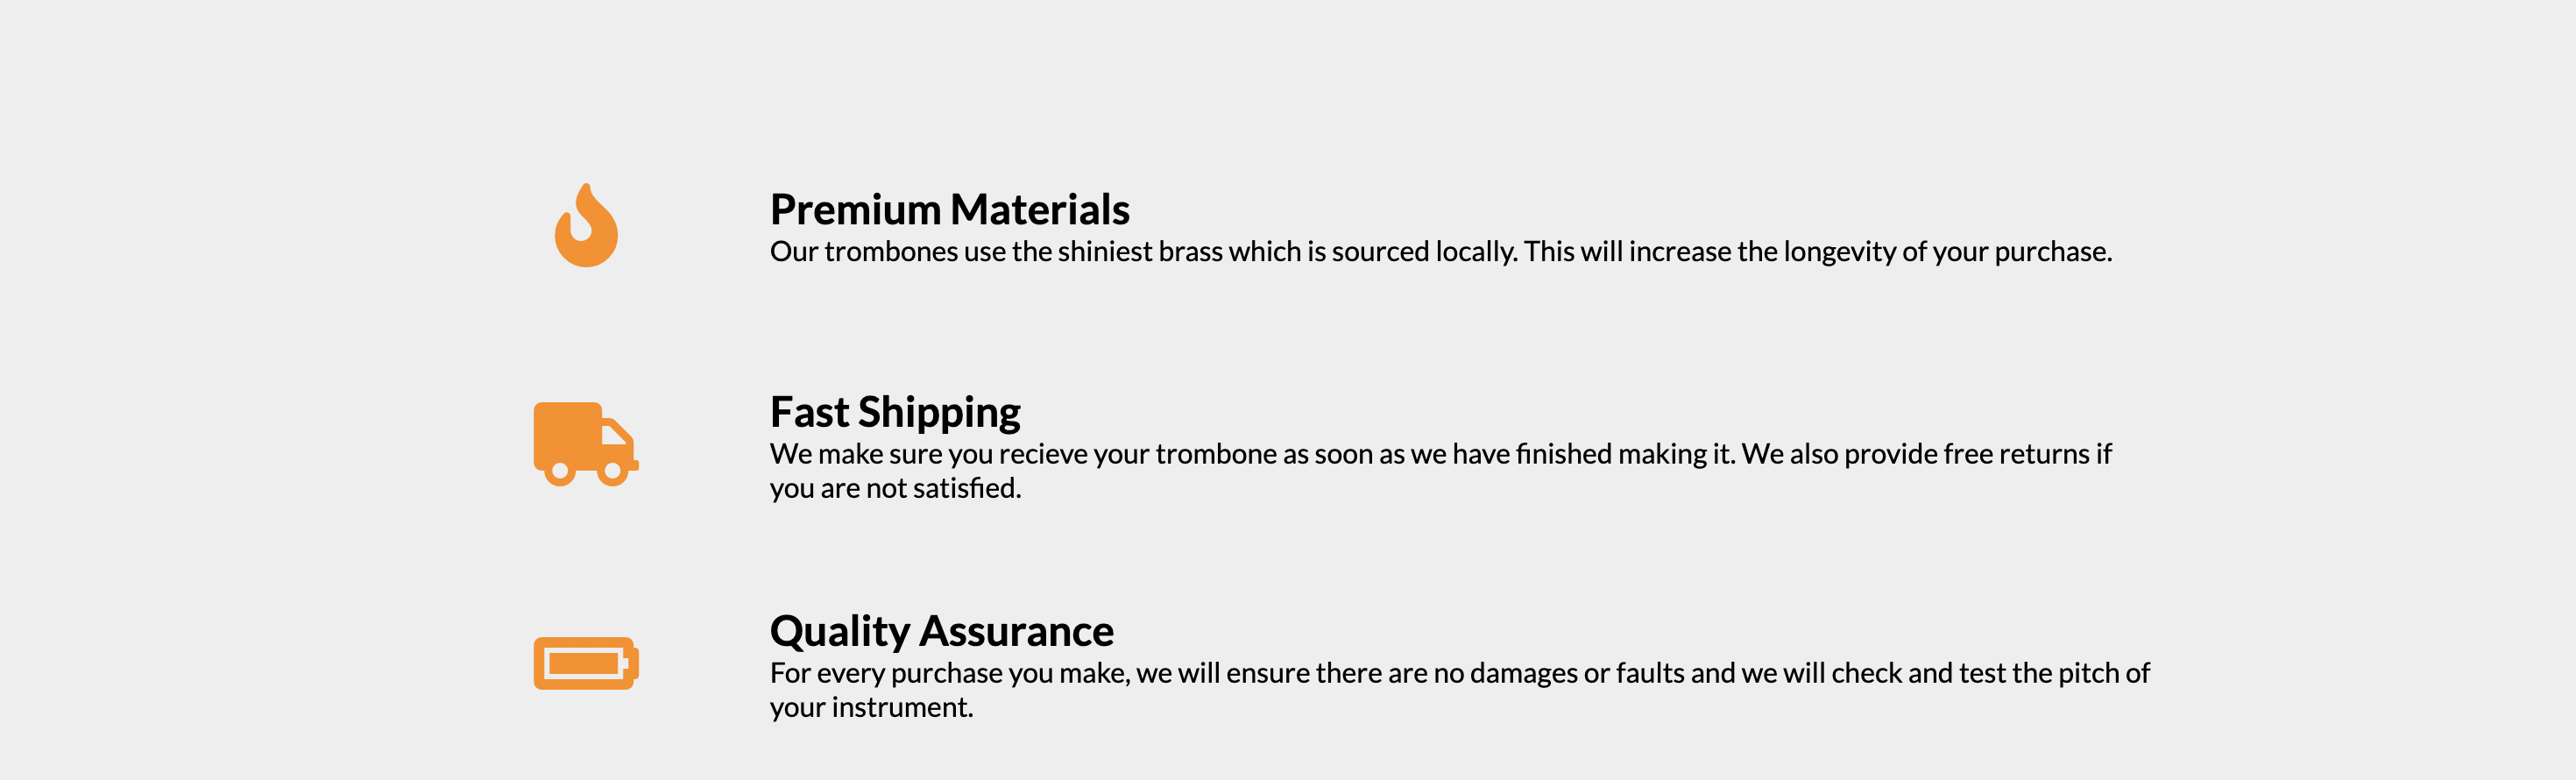 Premium Materials
Our trombones use the shiniest brass which is sourced locally. This will increase the longevity of your purchase.
Fast Shipping
We make sure you recieve your trombone as soon as we have finished making it. We also provide free returns if
you are not satisfied.
Quality Assurance
For every purchase you make, we will ensure there are no damages or faults and we will check and test the pitch of
your instrument.